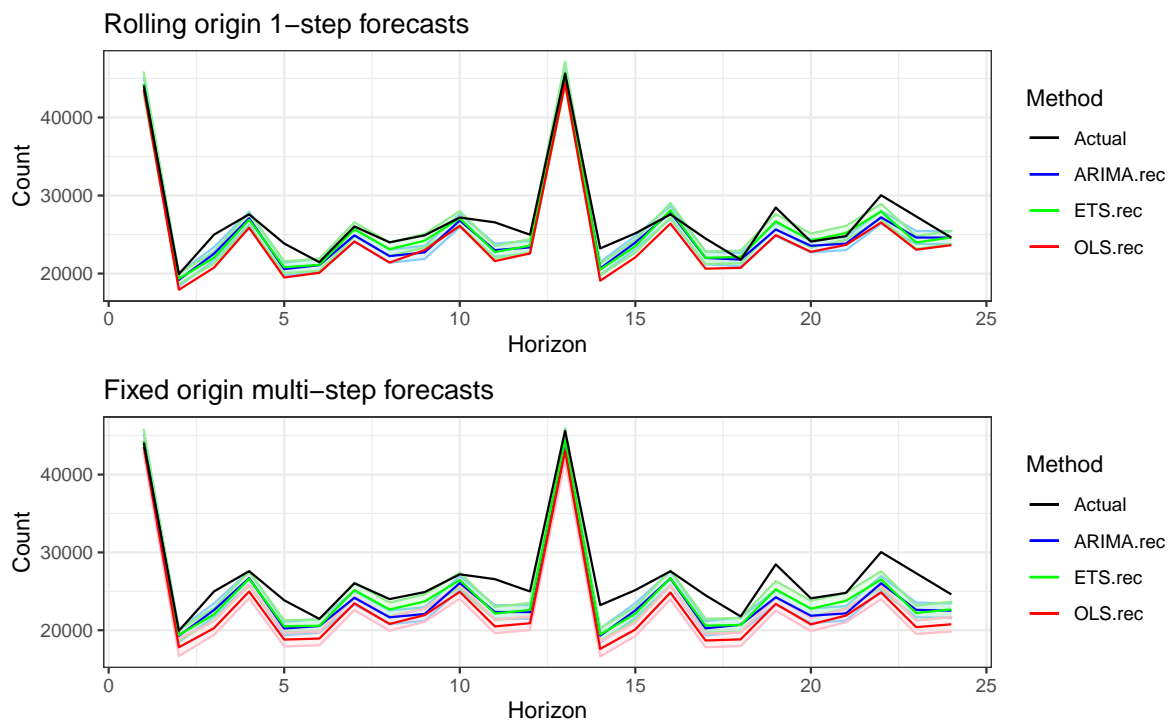 Rolling origin 1−step forecasts
Count
40000
30000
20000
0
5
10
15
20
25
Horizon
Method
Actual
ARIMA.rec
ETS.rec
OLS.rec
Fixed origin multi−step forecasts
Count
40000
30000
20000
0
5
10
15
20
25
Horizon
Method
Actual
ARIMA.rec
ETS.rec
OLS.rec